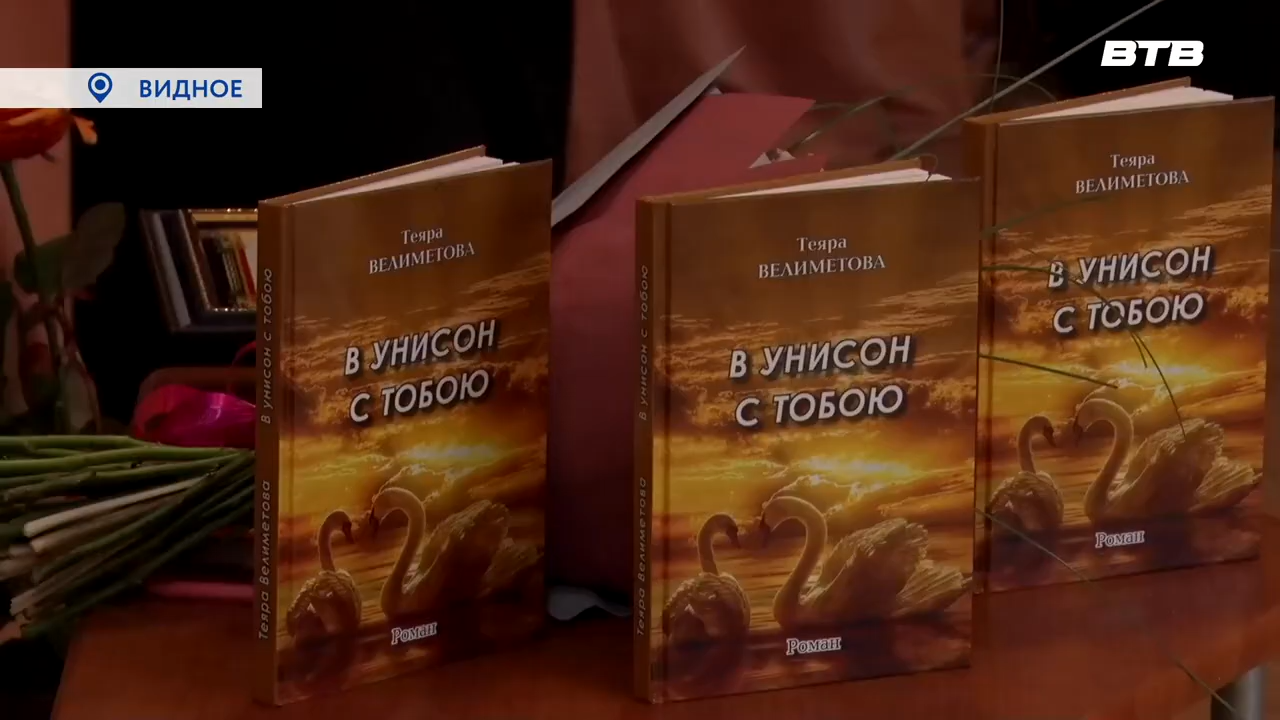 ВТВ
ВИДНОЕ
Теяра
ВЕЛИМЕТОВА
В УНИСОН
С ТОБОЮ
Роман
Теяра Велиметова В УНИСОН С ТОБОЮ
Теяра
ВЕЛИМЕТОВА
В УНИСОН
С ТОБОЮ
Роман
Теяра Велиметова В УНИСОН С ТОБОЮ
Теяра
ВЕЛИМЕТОВА
В УНИСОН
С ТОБОЮ
Роман